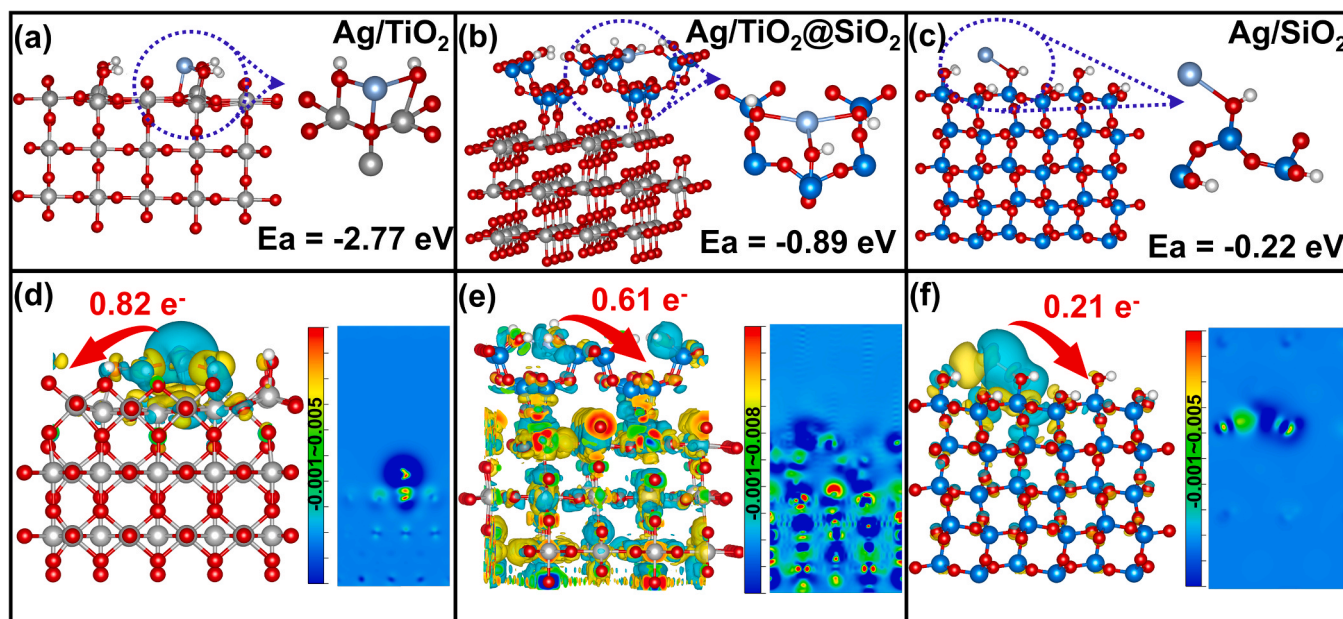 (a) Ag/TiO₂
Ea = -2.77 eV
(b) Ag/TiO₂@SiO₂
Ea = -0.89 eV
(c) Ag/SiO₂
Ea = -0.22 eV
(d) 0.82 e⁻
-0.001~0.005
(e) 0.61 e⁻
-0.001~0.008
(f) 0.21 e⁻
-0.001~0.005